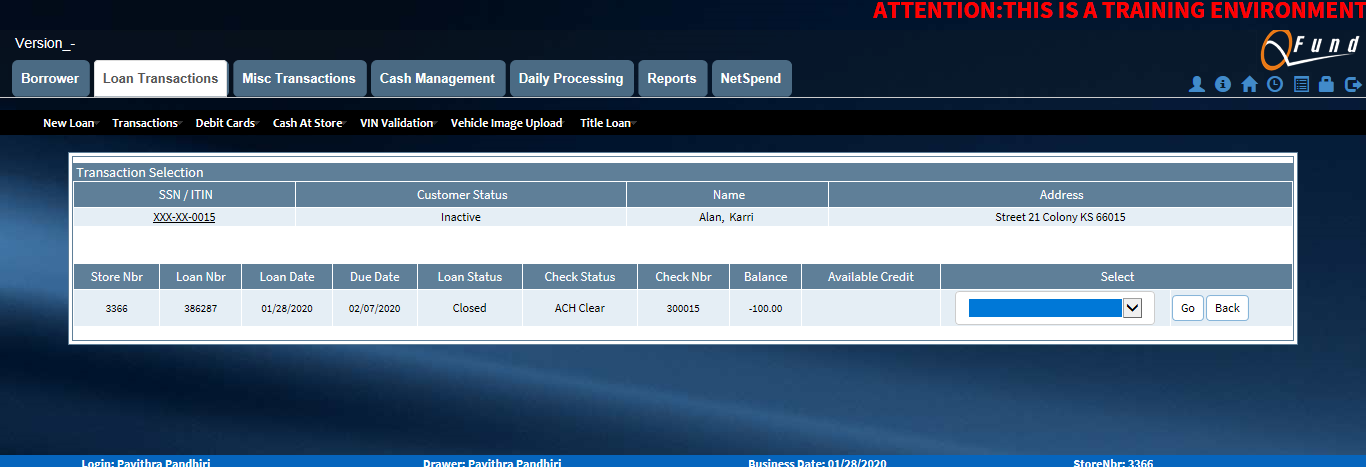 ATTENTION:THIS IS A TRAINING ENVIRONMENT
Version_-
QFund
Borrower Loan Transactions Misc Transactions Cash Management Daily Processing Reports NetSpend
New Loan Transactions Debit Cards Cash At Store VIN Validation Vehicle Image Upload Title Loan
Transaction Selection
SSN / ITIN Customer Status Name Address
XXX-XX-0015 Inactive Alan, Karri Street 21 Colony KS 66015
Store Nbr Loan Nbr Loan Date Due Date Loan Status Check Status Check Nbr Balance Available Credit Select
3366 386287 01/28/2020 02/07/2020 Closed ACH Clear 300015 -100.00 Go Back
Login: Pavithra Pandhiri Drawer: Pavithra Pandhiri Business Date: 01/28/2020 StoreNbr: 3366